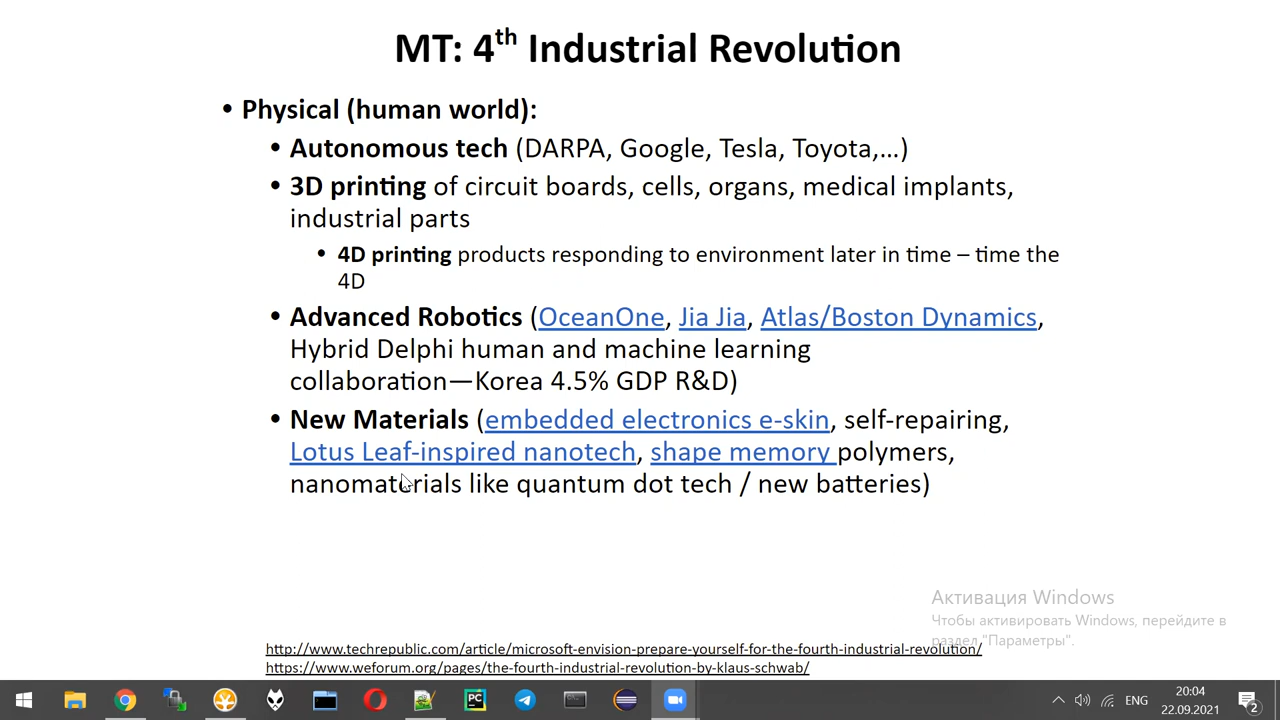 MT: 4th Industrial Revolution
• Physical (human world):
• Autonomous tech (DARPA, Google, Tesla, Toyota,...)
• 3D printing of circuit boards, cells, organs, medical implants,
industrial parts
• 4D printing products responding to environment later in time – time the
4D
• Advanced Robotics (OceanOne, Jia Jia, Atlas/Boston Dynamics,
Hybrid Delphi human and machine learning
collaboration—Korea 4.5% GDP R&D)
• New Materials (embedded electronics e-skin, self-repairing,
Lotus Leaf-inspired nanotech, shape memory polymers,
nanomaterials like quantum dot tech / new batteries)
Активация Windows
Чтобы активировать Windows, перейдите в
раздел "Параметры".
http://www.techrepublic.com/article/microsoft-envision-prepare-yourself-for-the-fourth-industrial-revolution/
https://www.weforum.org/pages/the-fourth-industrial-revolution-by-klaus-schwab/
PC
ENG
20:04
22.09.2021
2